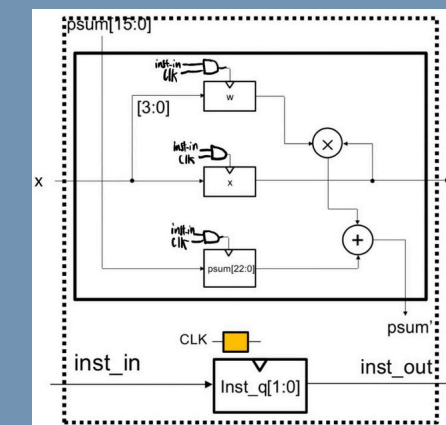 psum[15:0]
inst-in
clk
w
[3:0]
inst-in
clk
x
x
inst-in
clk
psum[22:0]
psum'
CLK
inst_in
inst_out
Inst_q[1:0]